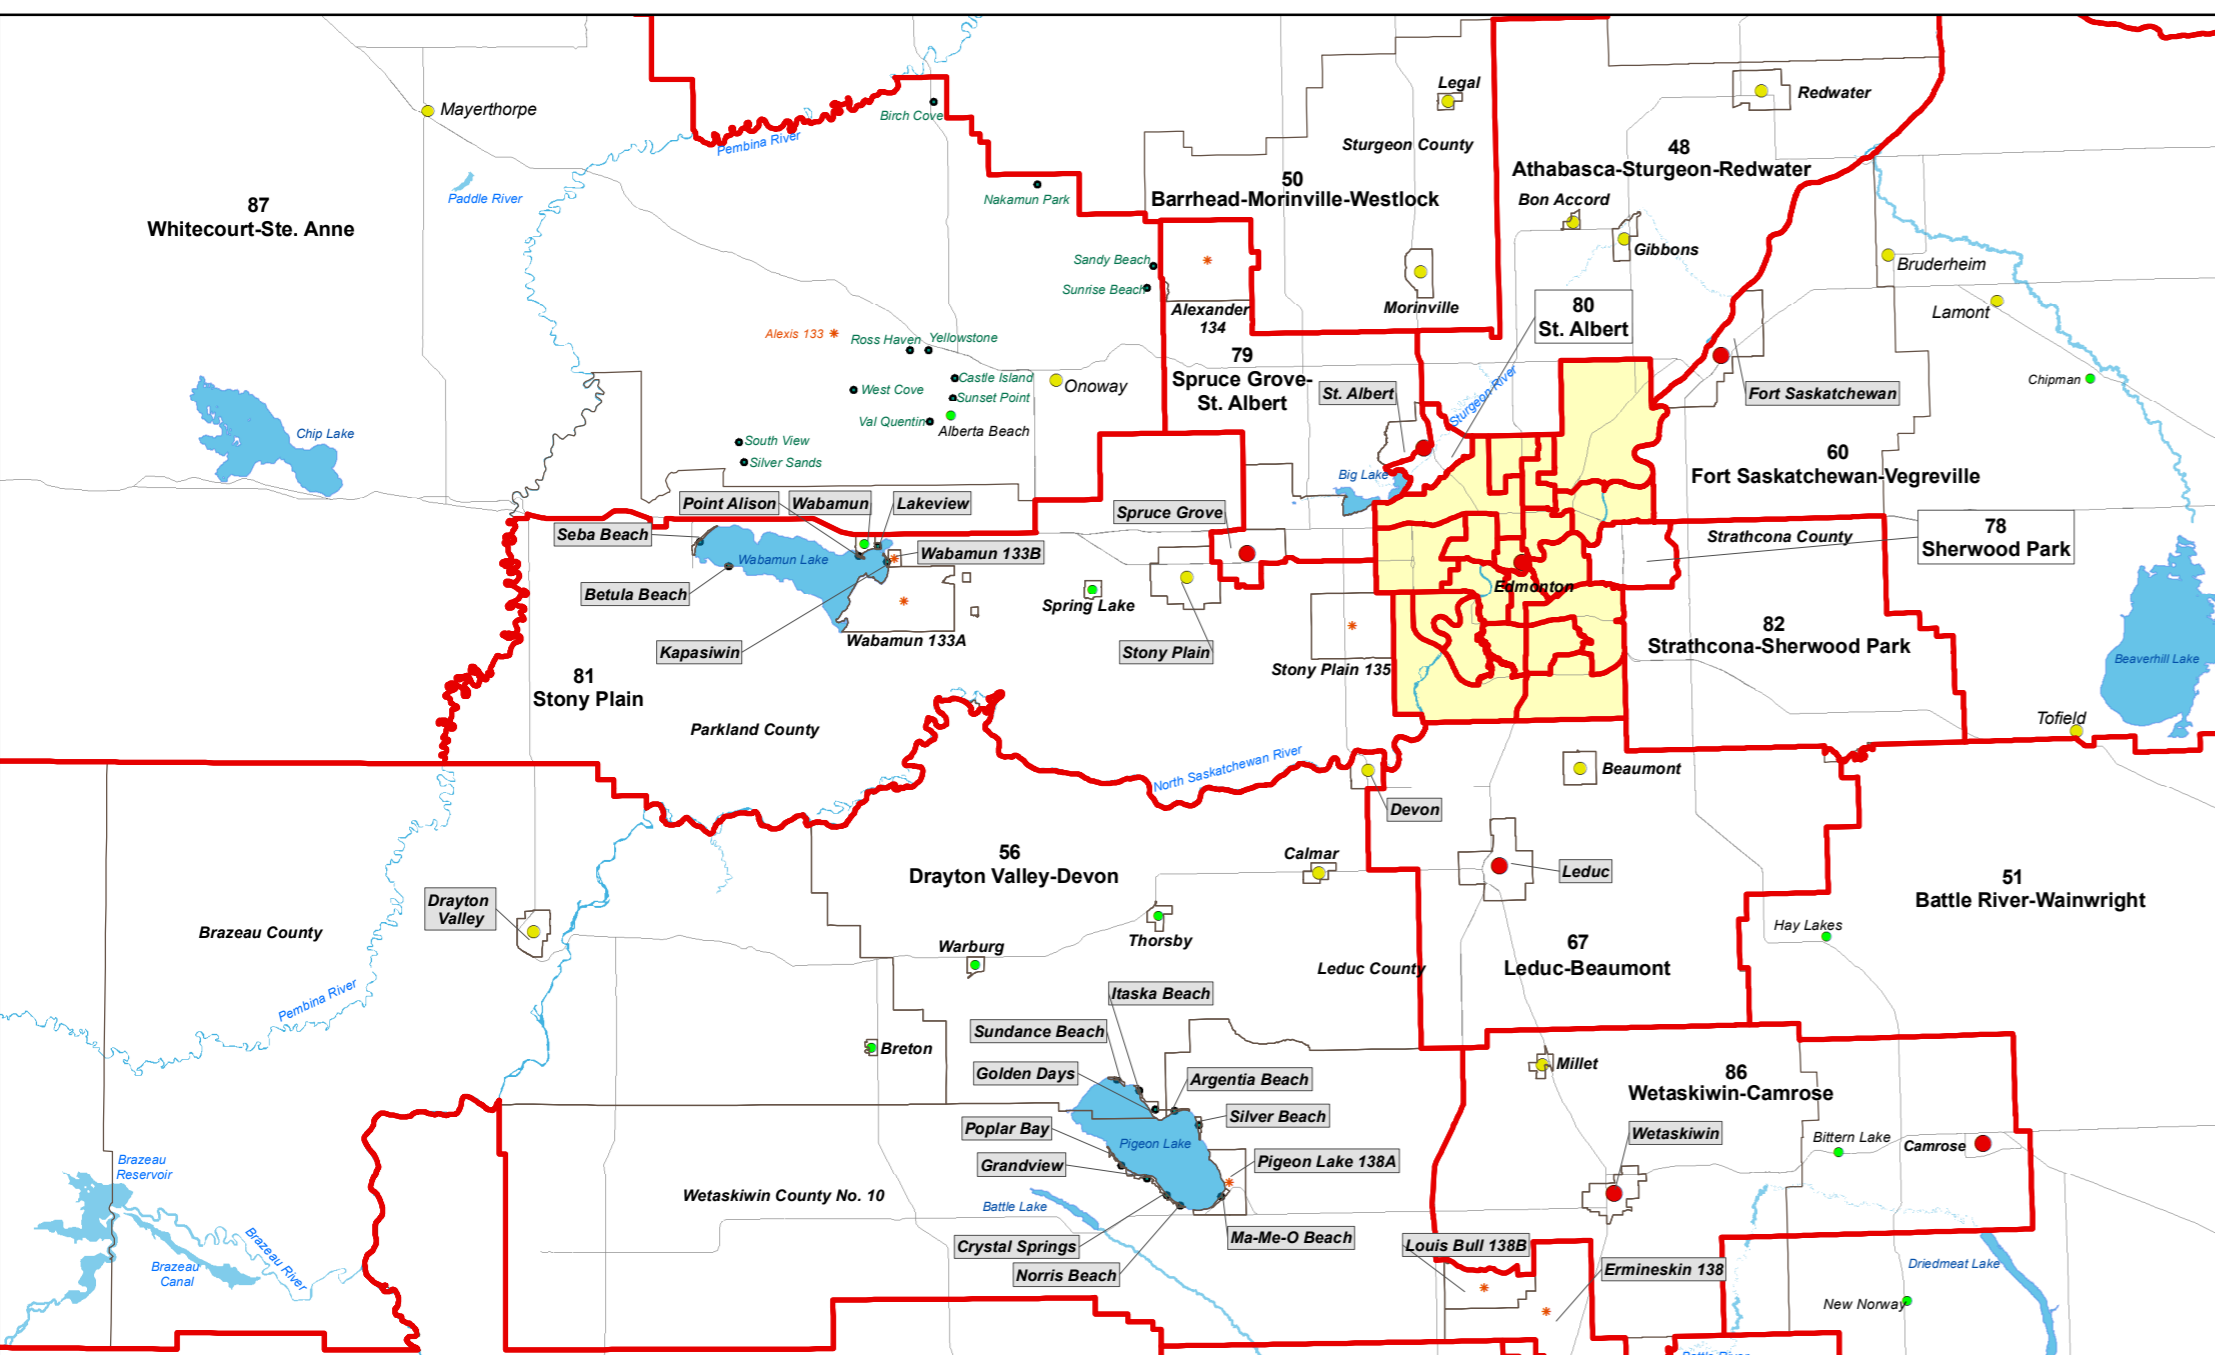 Legal
Redwater
Mayerthorpe
Birch Cove
Pembina River
Sturgeon County
48
Athabasca-Sturgeon-Redwater
Paddle River
87
Whitecourt-Ste. Anne
Nakamun Park
50
Barrhead-Morinville-Westlock
Bon Accord
Gibbons
Sandy Beach
Sunrise Beach
Bruderheim
Alexander
134
Morinville
80
St. Albert
Lamont
Alexis 133
Ross Haven
Yellowstone
79
Spruce Grove-
St. Albert
Castle Island
Onoway
West Cove
Sunset Point
St. Albert
Sturgeon River
Fort Saskatchewan
Chipman
Val Quentin
Alberta Beach
Chip Lake
South View
Silver Sands
Big Lake
60
Fort Saskatchewan-Vegreville
Point Alison
Wabamun
Lakeview
Spruce Grove
Seba Beach
Wabamun Lake
Wabamun 133B
Strathcona County
78
Sherwood Park
Betula Beach
Spring Lake
Edmonton
Kapasiwin
Wabamun 133A
Stony Plain
Stony Plain 135
82
Strathcona-Sherwood Park
Beaverhill Lake
81
Stony Plain
Parkland County
Tofield
North Saskatchewan River
Beaumont
Devon
56
Drayton Valley-Devon
Calmar
Leduc
51
Battle River-Wainwright
Drayton
Valley
Brazeau County
Warburg
Thorsby
Hay Lakes
67
Leduc-Beaumont
Leduc County
Pembina River
Itaska Beach
Sundance Beach
Breton
Golden Days
Argentia Beach
Millet
86
Wetaskiwin-Camrose
Silver Beach
Poplar Bay
Pigeon Lake
Wetaskiwin
Bittern Lake
Camrose
Grandview
Pigeon Lake 138A
Brazeau
Reservoir
Wetaskiwin County No. 10
Battle Lake
Brazeau River
Brazeau
Canal
Crystal Springs
Ma-Me-O Beach
Louis Bull 138B
Norris Beach
Ermineskin 138
Driedmeat Lake
New Norway
Battle River